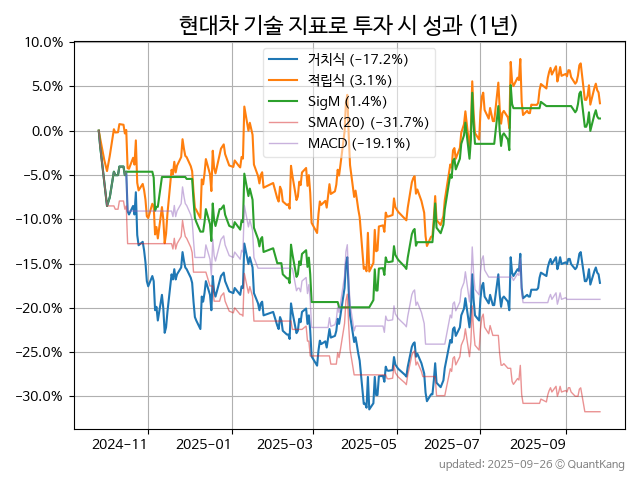 현대차 기술 지표로 투자 시 성과 (1년)
10.0%
5.0%
0.0%
−5.0%
−10.0%
−15.0%
−20.0%
−25.0%
−30.0%
거치식 (−17.2%)
적립식 (3.1%)
SigM (1.4%)
SMA(20) (−31.7%)
MACD (−19.1%)
2024-11
2025-01
2025-03
2025-05
2025-07
2025-09
updated: 2025-09-26 ⓒ QuantKang